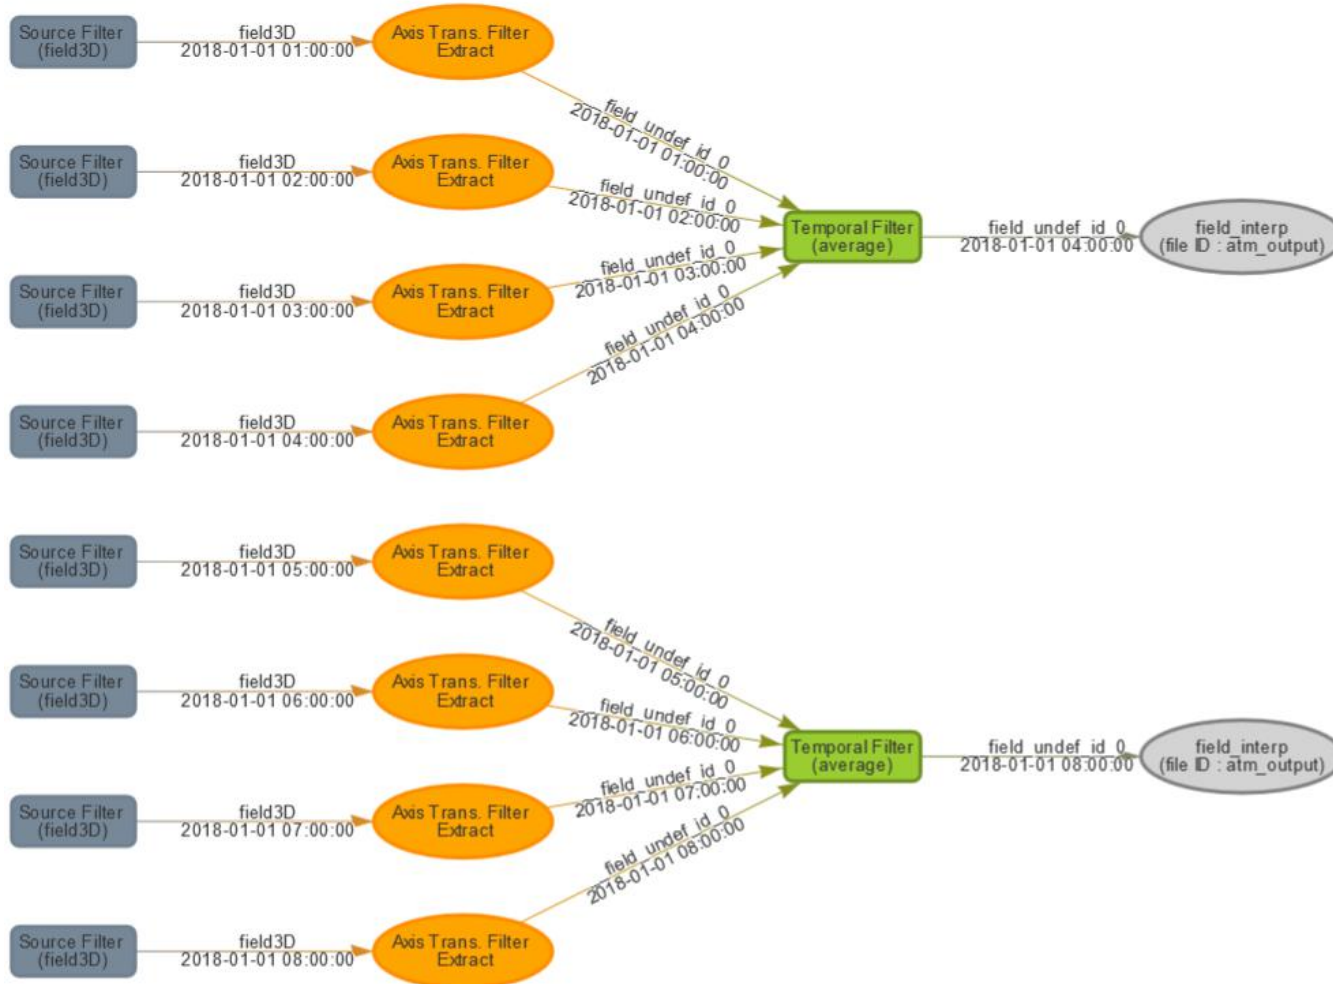 Source Filter
(field3D)
field3D
2018-01-01 01:00:00
Axis Trans. Filter
Extract
field_undef_id_0
2018-01-01 01:00:00
Source Filter
(field3D)
field3D
2018-01-01 02:00:00
Axis Trans. Filter
Extract
field_undef_id_0
2018-01-01 02:00:00
Source Filter
(field3D)
field3D
2018-01-01 03:00:00
Axis Trans. Filter
Extract
field_undef_id_0
2018-01-01 03:00:00
Source Filter
(field3D)
field3D
2018-01-01 04:00:00
Axis Trans. Filter
Extract
field_undef_id_0
2018-01-01 04:00:00
Temporal Filter
(average)
field_undef_id_0
2018-01-01 04:00:00
field_interp
(file ID : atm_output)
Source Filter
(field3D)
field3D
2018-01-01 05:00:00
Axis Trans. Filter
Extract
field_undef_id_0
2018-01-01 05:00:00
Source Filter
(field3D)
field3D
2018-01-01 06:00:00
Axis Trans. Filter
Extract
field_undef_id_0
2018-01-01 06:00:00
Source Filter
(field3D)
field3D
2018-01-01 07:00:00
Axis Trans. Filter
Extract
field_undef_id_0
2018-01-01 07:00:00
Source Filter
(field3D)
field3D
2018-01-01 08:00:00
Axis Trans. Filter
Extract
field_undef_id_0
2018-01-01 08:00:00
Temporal Filter
(average)
field_undef_id_0
2018-01-01 08:00:00
field_interp
(file ID : atm_output)